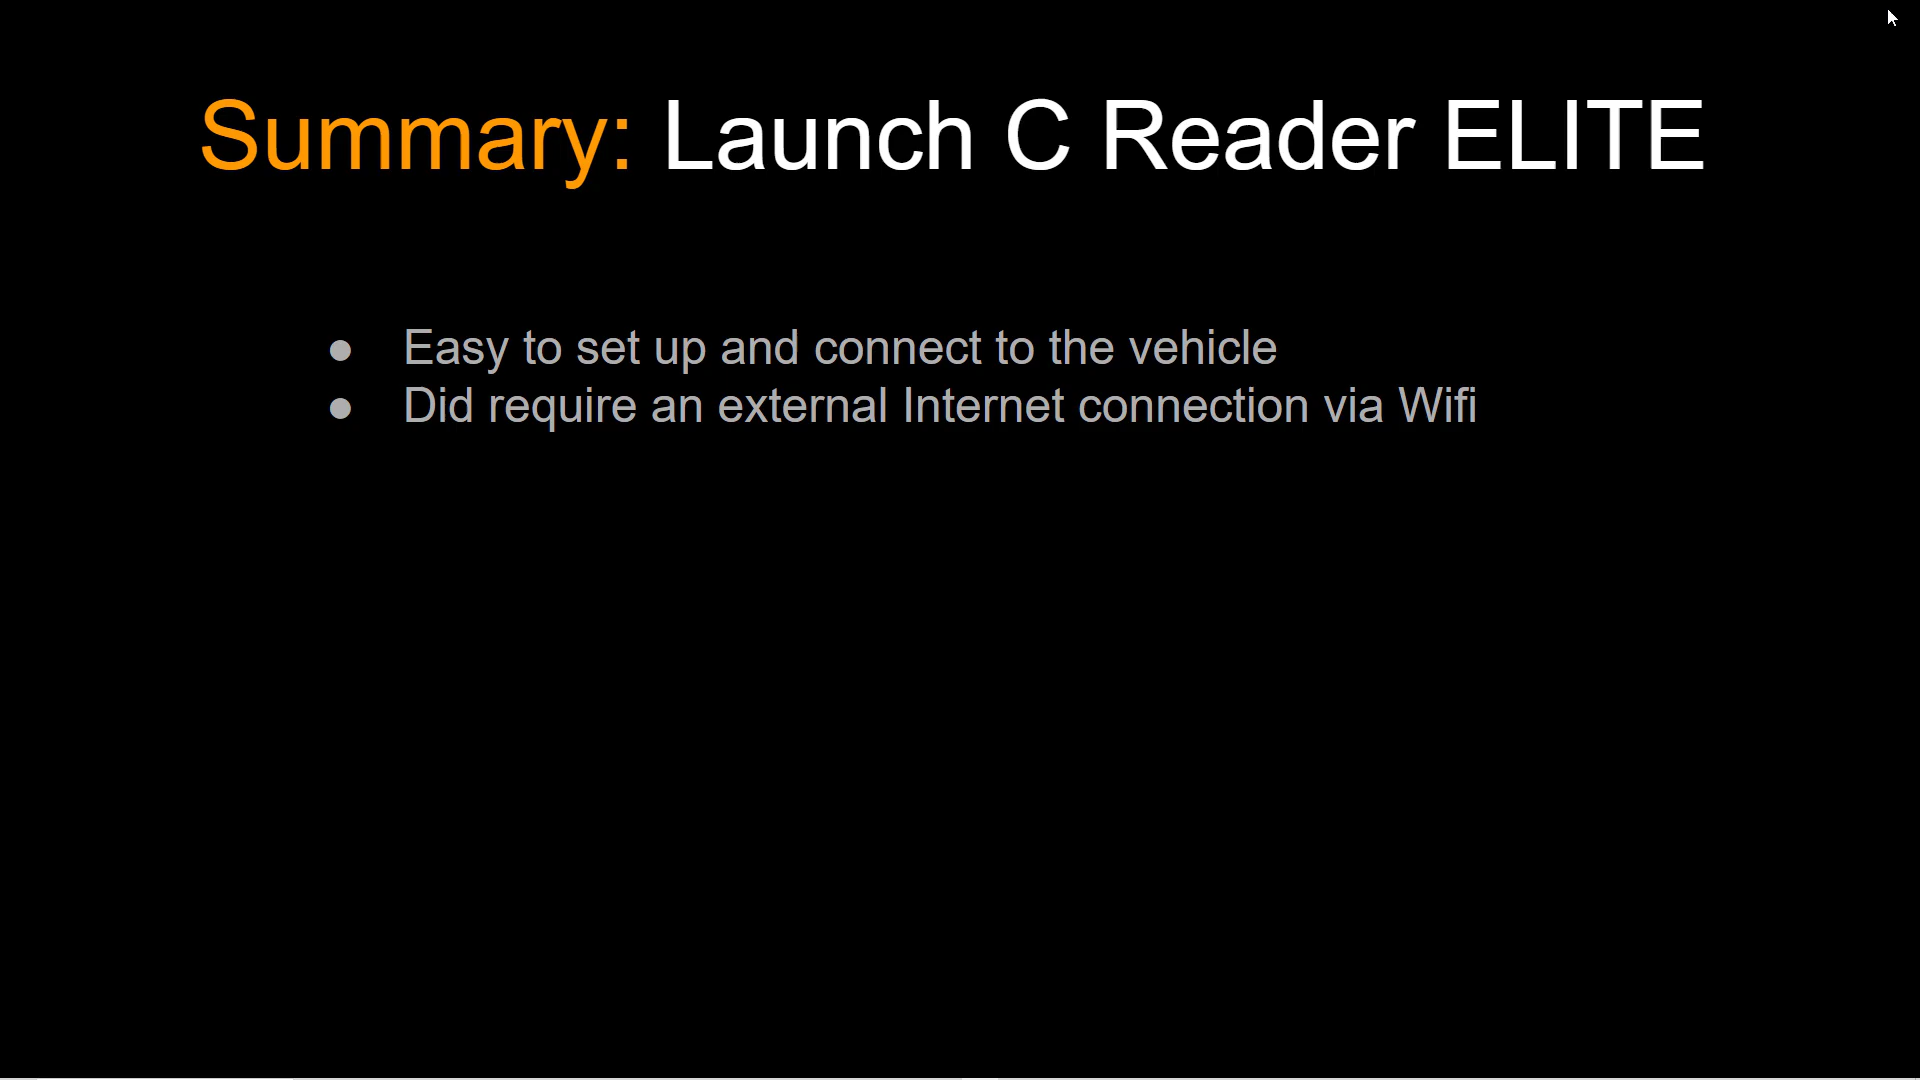 Summary: Launch C Reader ELITE
● Easy to set up and connect to the vehicle
● Did require an external Internet connection via Wifi